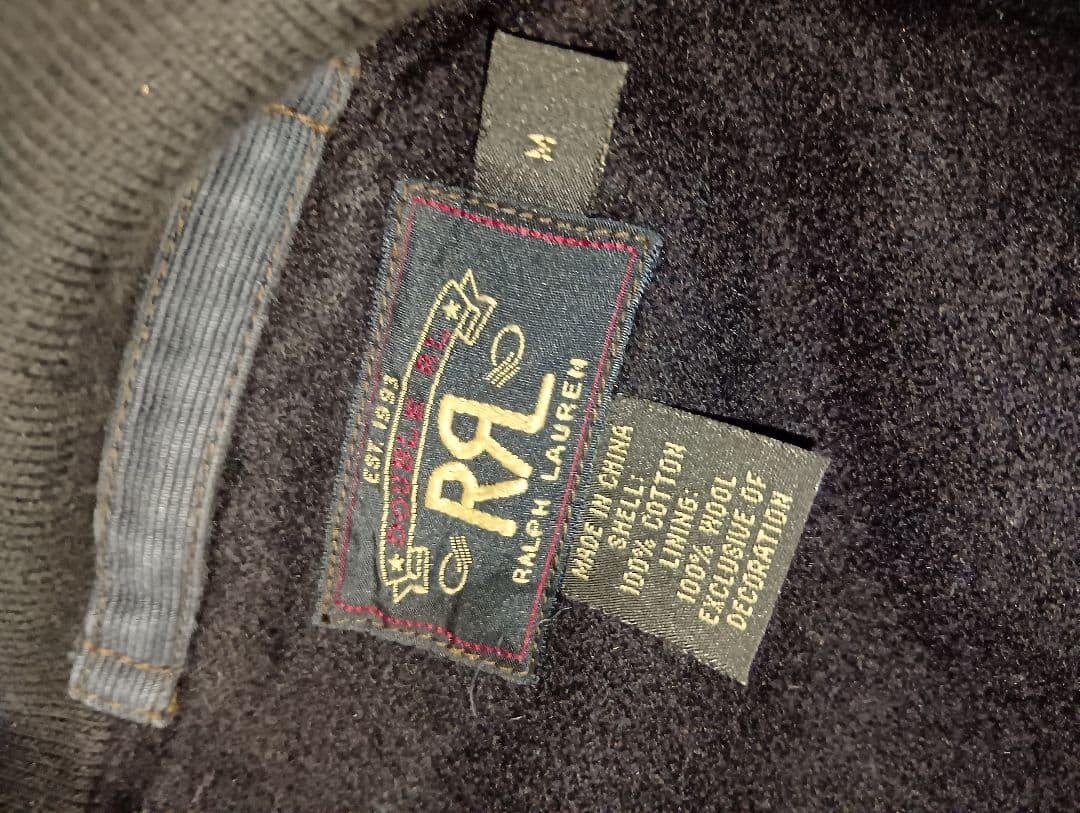 M
EST 1993
DOUBLE RL
RRL
RALPH LAUREN
MADE IN CHINA
SHELL:
100% COTTON
LINING:
100% WOOL
EXCLUSIVE OF
DECORATION